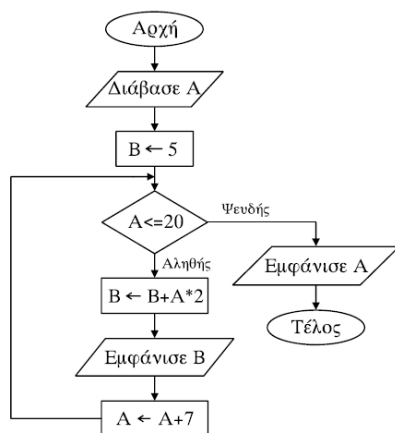 Αρχή
Διάβασε Α
Β ← 5
Α<=20
Ψευδής
Αληθής
Εμφάνισε Α
Β ← Β+Α*2
Τέλος
Εμφάνισε Β
Α ← Α+7